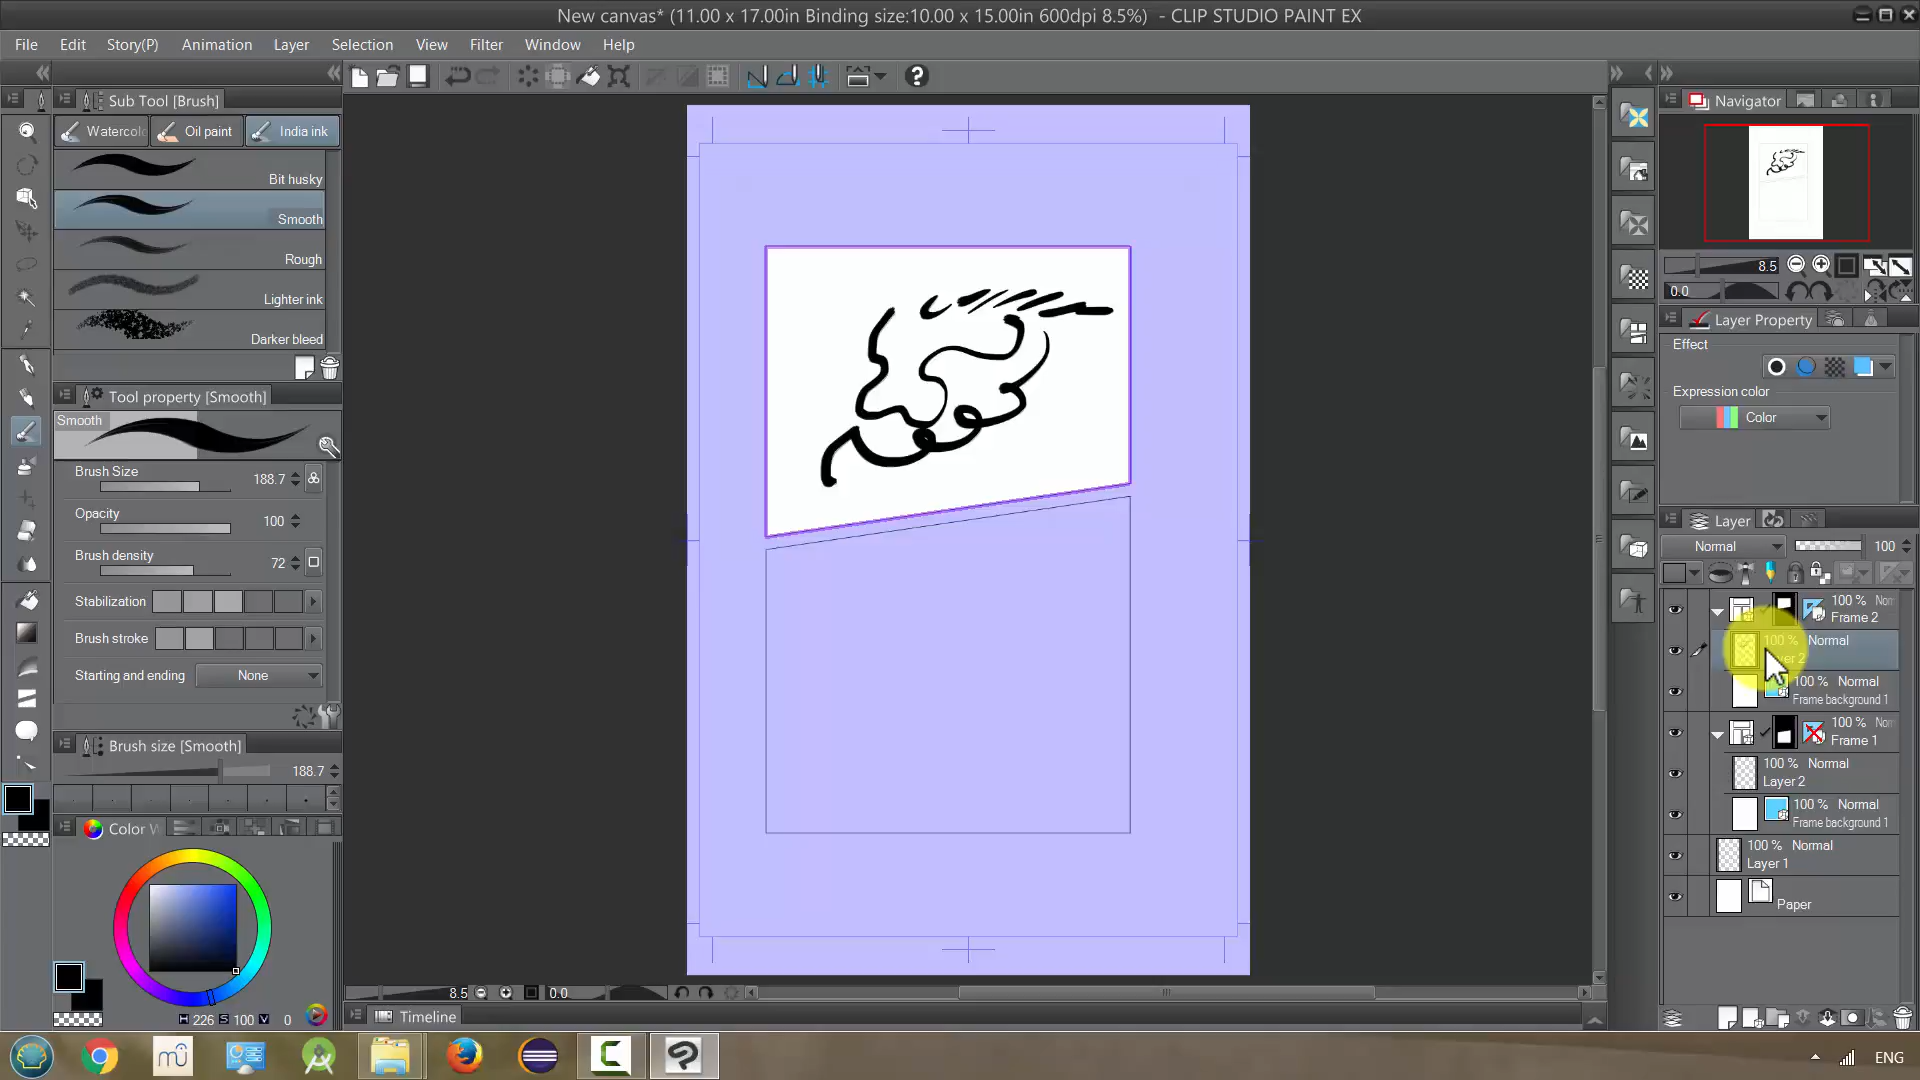 New canvas* (11.00 x 17.00in Binding size:10.00 x 15.00in 600dpi 8.5%) - CLIP STUDIO PAINT EX
File Edit Story(P) Animation Layer Selection View Filter Window Help
Sub Tool [Brush]
Oil paint India ink
Bit husky
Smooth
Rough
Lighter ink
Darker bleed
Tool property [Smooth]
Smooth
Brush Size 188.7
Opacity 100
Brush density 72
Stabilization
Brush stroke
Starting and ending None
Brush size [Smooth]
188.7
Color
H 226 S 100 V 0
8.5 0.0
Timeline
Navigator
8.5
0.0
Layer Property
Effect
Expression color
Color
Layer
Normal 100
100 %
Frame 2
100 % Normal
100 % Normal
Frame background 1
100 %
Frame 1
100 % Normal
Layer 2
100 % Normal
Frame background 1
100 % Normal
Layer 1
Paper
ENG